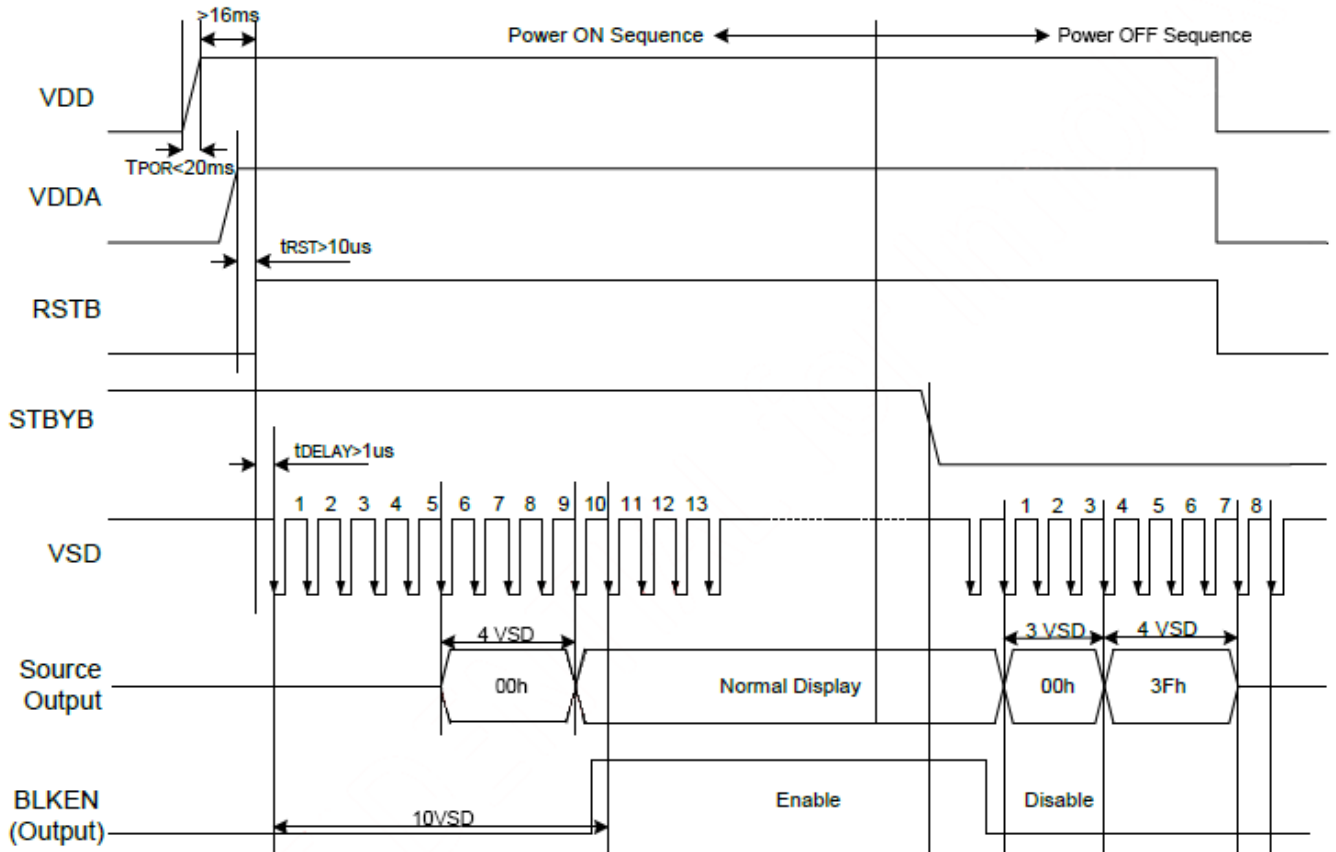 >16ms
Power ON Sequence
Power OFF Sequence
VDD
TPOR<20ms
VDDA
tRST>10us
RSTB
STBYB
tDELAY>1us
1 2 3 4 5 6 7 8 9 10 11 12 13
1 2 3 4 5 6 7 8
VSD
4 VSD
3 VSD
4 VSD
Source
Output
00h
Normal Display
00h
3Fh
BLKEN
(Output)
10VSD
Enable
Disable